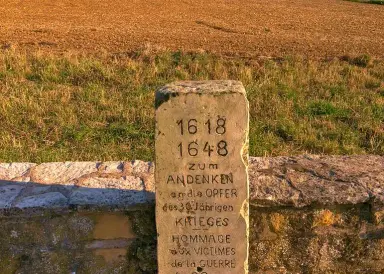 1618
1648
zum
ANDENKEN
an die OPFER
des 30 Jährigen
KRIEGES
HOMMAGE
aux VICTIMES
de la GUERRE